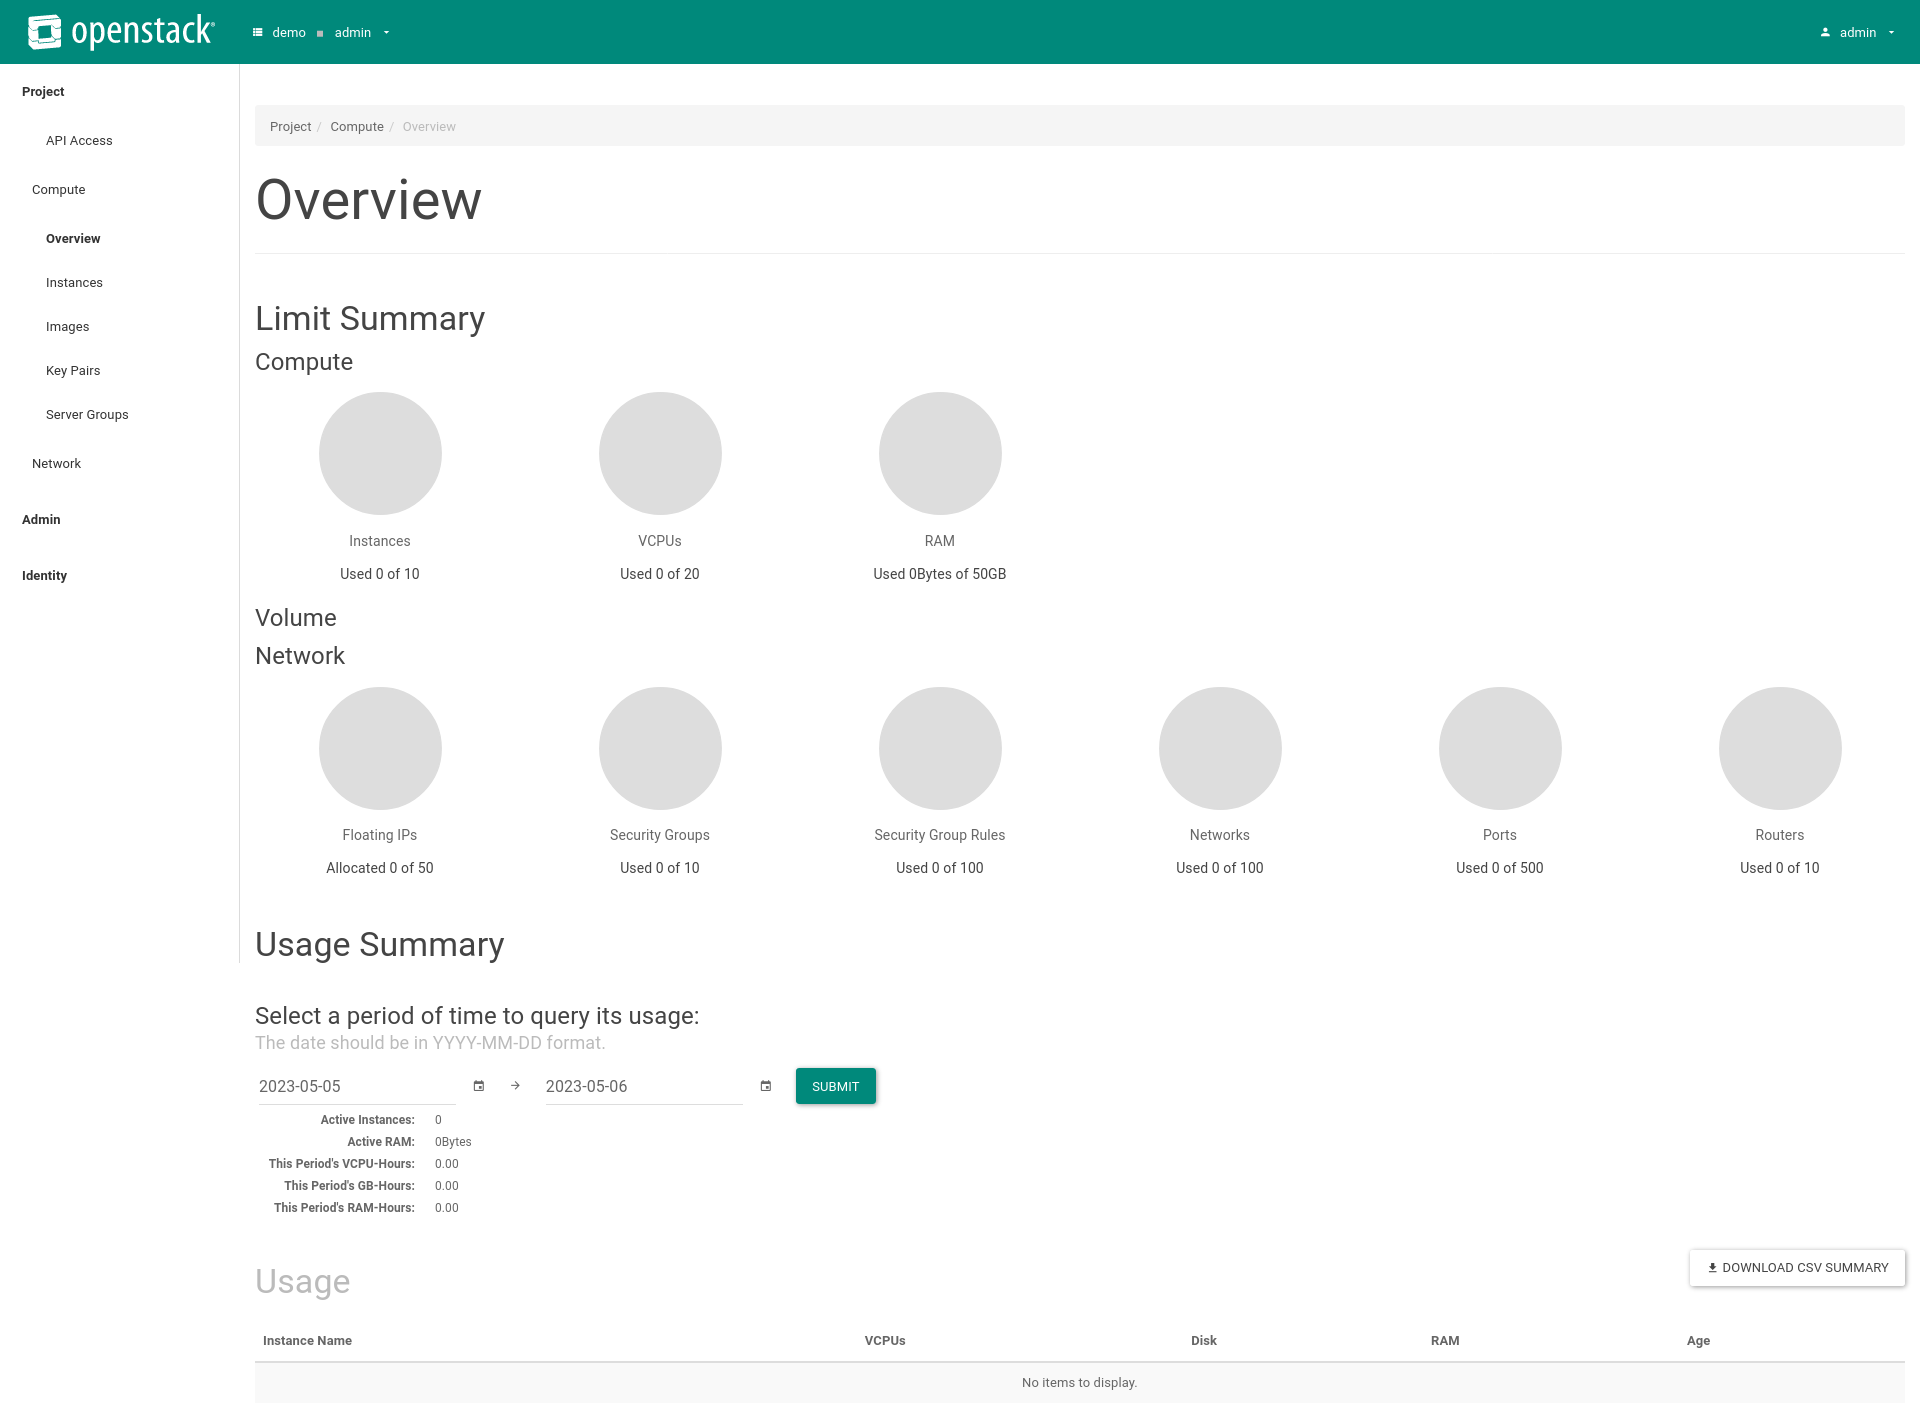 openstack
demo admin
admin
Project
API Access
Compute
Overview
Instances
Images
Key Pairs
Server Groups
Network
Admin
Identity
Project / Compute / Overview
Overview
Limit Summary
Compute
Instances
Used 0 of 10
VCPUs
Used 0 of 20
RAM
Used 0Bytes of 50GB
Volume
Network
Floating IPs
Allocated 0 of 50
Security Groups
Used 0 of 10
Security Group Rules
Used 0 of 100
Networks
Used 0 of 100
Ports
Used 0 of 500
Routers
Used 0 of 10
Usage Summary
Select a period of time to query its usage:
The date should be in YYYY-MM-DD format.
2023-05-05 → 2023-05-06 SUBMIT
Active Instances: 0
Active RAM: 0Bytes
This Period's VCPU-Hours: 0.00
This Period's GB-Hours: 0.00
This Period's RAM-Hours: 0.00
Usage
DOWNLOAD CSV SUMMARY
Instance Name VCPUs Disk RAM Age
No items to display.